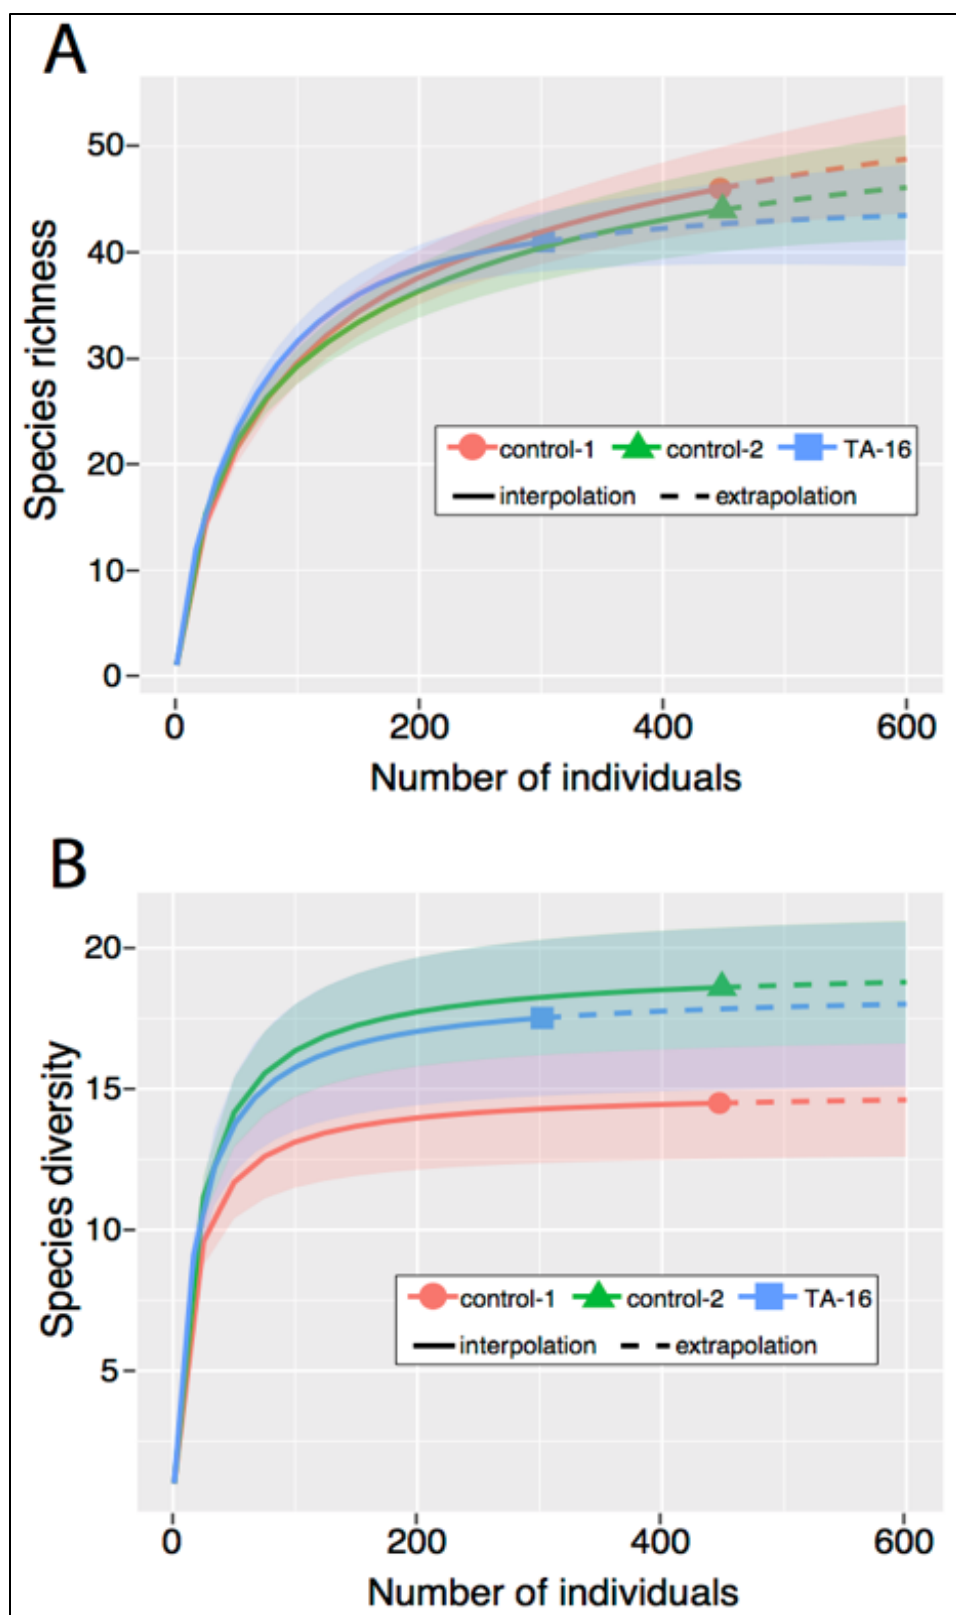 A
Species richness
50
40
30
20
10
0
control-1 control-2 TA-16
interpolation extrapolation
0 200 400 600
Number of individuals
B
Species diversity
20
15
10
5
control-1 control-2 TA-16
interpolation extrapolation
0 200 400 600
Number of individuals